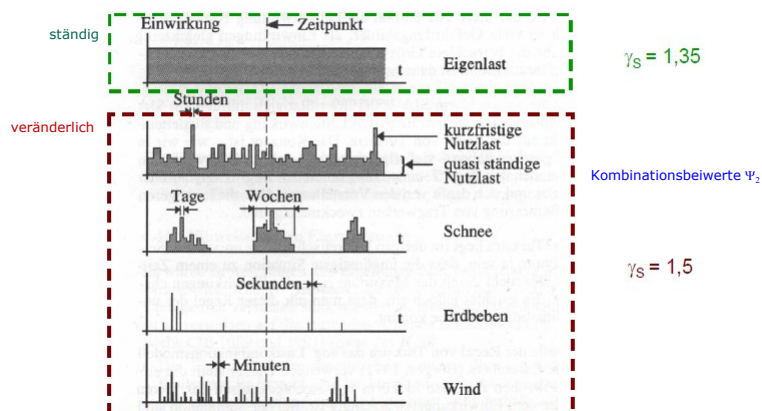 Einwirkung
Zeitpunkt
ständig
t
Eigenlast
γS = 1,35
Stunden
veränderlich
kurzfristige
Nutzlast
quasi ständige
Nutzlast
t
Kombinationsbeiwerte Ψ2
Tage
Wochen
t
Schnee
γS = 1,5
Sekunden
t
Erdbeben
Minuten
t
Wind